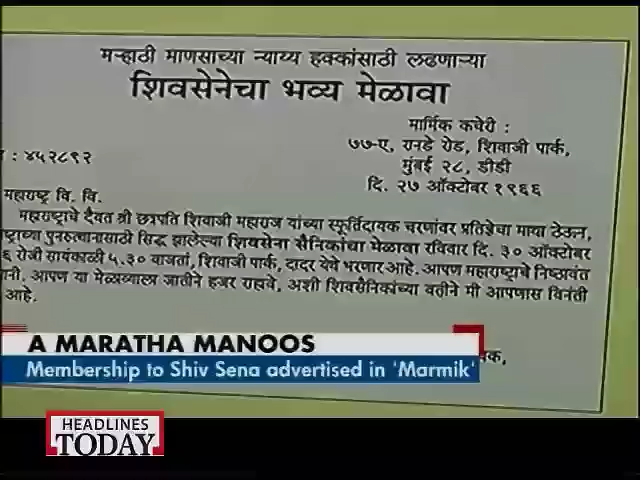 मऱ्हाठी माणसाच्या न्याय्य हक्कांसाठी लढणाऱ्या
शिवसेनेचा भव्य मेळावा
मार्मिक कचेरी :
७७-ए, रानडे रोड, शिवाजी पार्क,
: ४५२८९२
मुंबई २८, डीडी
दि. २७ ऑक्टोबर १९६६
महाराष्ट्र वि. वि.
महाराष्ट्राचे दैवत श्री छत्रपति शिवाजी महाराज यांच्या स्फूर्तिदायक चरणांवर प्रतिज्ञेचा माथा ठेऊन,
पुनरुत्थानासाठी सिद्ध झालेल्या शिवसेना सैनिकांचा मेळावा रविवार दि. ३० ऑक्टोबर
६ रोजी सायंकाळी ५.३० वाजतां, शिवाजी पार्क, दादर येथे भरणार आहे. आपण महाराष्ट्राचे निष्ठावंत
आपण या मेळाव्याला जातीने हजर राहावे, अशी शिवसैनिकांच्या वतीने मी आपणास विनंती
आहे.
A MARATHA MANOOS
Membership to Shiv Sena advertised in 'Marmik'
HEADLINES
TODAY